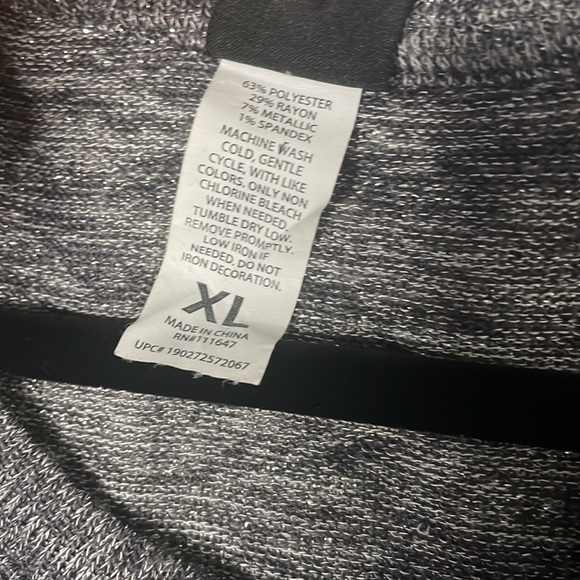 63% POLYESTER
29% RAYON
7% METALLIC
1% SPANDEX
MACHINE WASH
COLD, GENTLE
CYCLE, WITH LIKE
COLORS, ONLY NON
CHLORINE BLEACH
WHEN NEEDED.
TUMBLE DRY LOW.
REMOVE PROMPTLY.
LOW IRON IF
NEEDED. DO NOT
IRON DECORATION.
XL
MADE IN CHINA
RN#111647
UPC# 190272572067